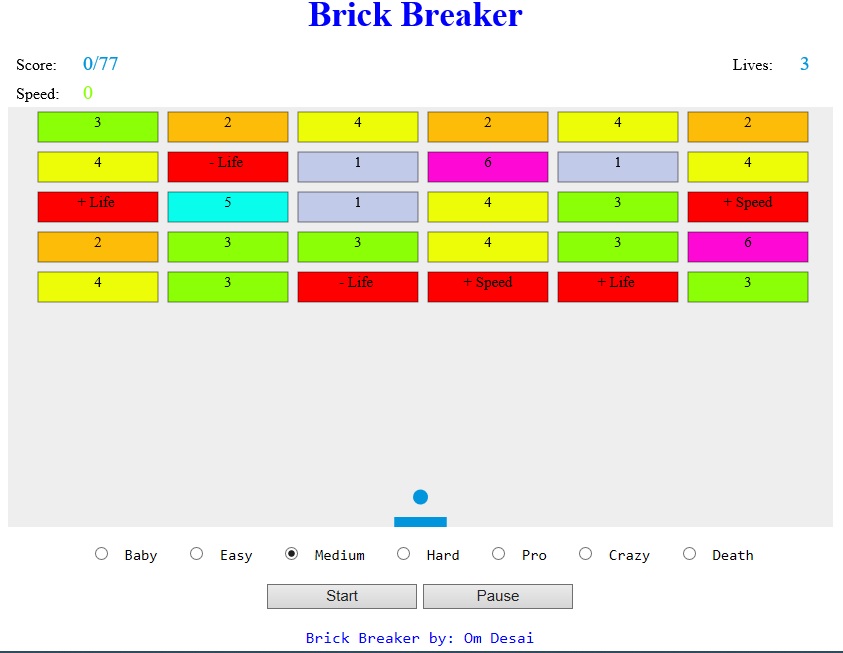 Brick Breaker
Score: 0/77 Lives: 3
Speed: 0
3 2 4 2 4 2
4 - Life 1 6 1 4
+ Life 5 1 4 3 + Speed
2 3 3 4 3 6
4 3 - Life + Speed + Life 3
Baby Easy Medium Hard Pro Crazy Death
Start Pause
Brick Breaker by: Om Desai